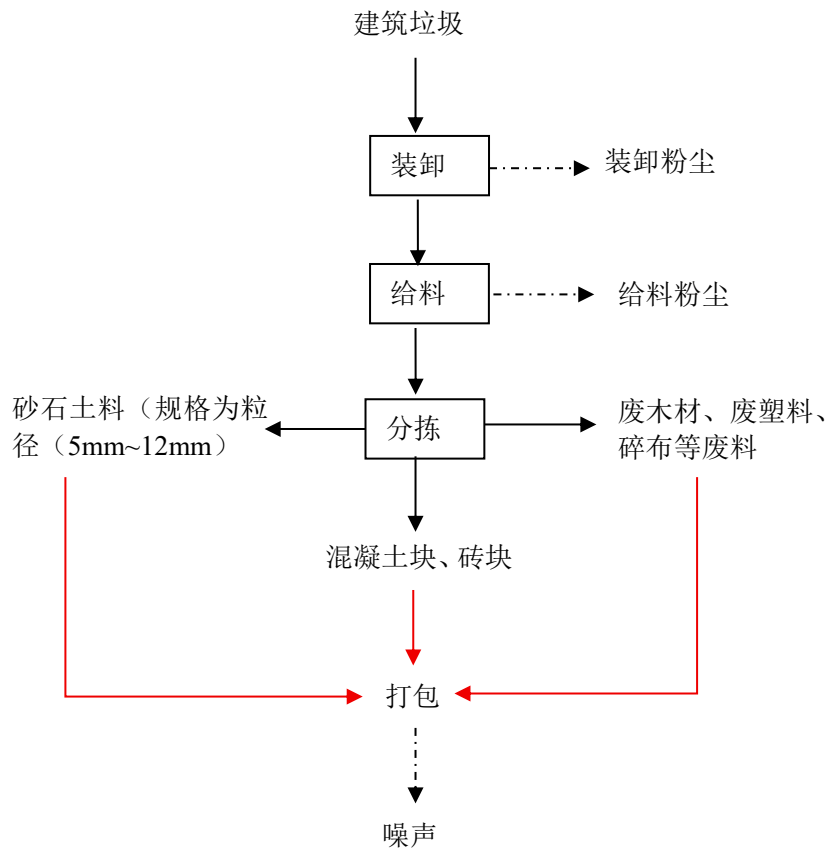 建筑垃圾
装卸
装卸粉尘
给料
给料粉尘
砂石土料（规格为粒
径（5mm~12mm）
分拣
废木材、废塑料、
碎布等废料
混凝土块、砖块
打包
噪声